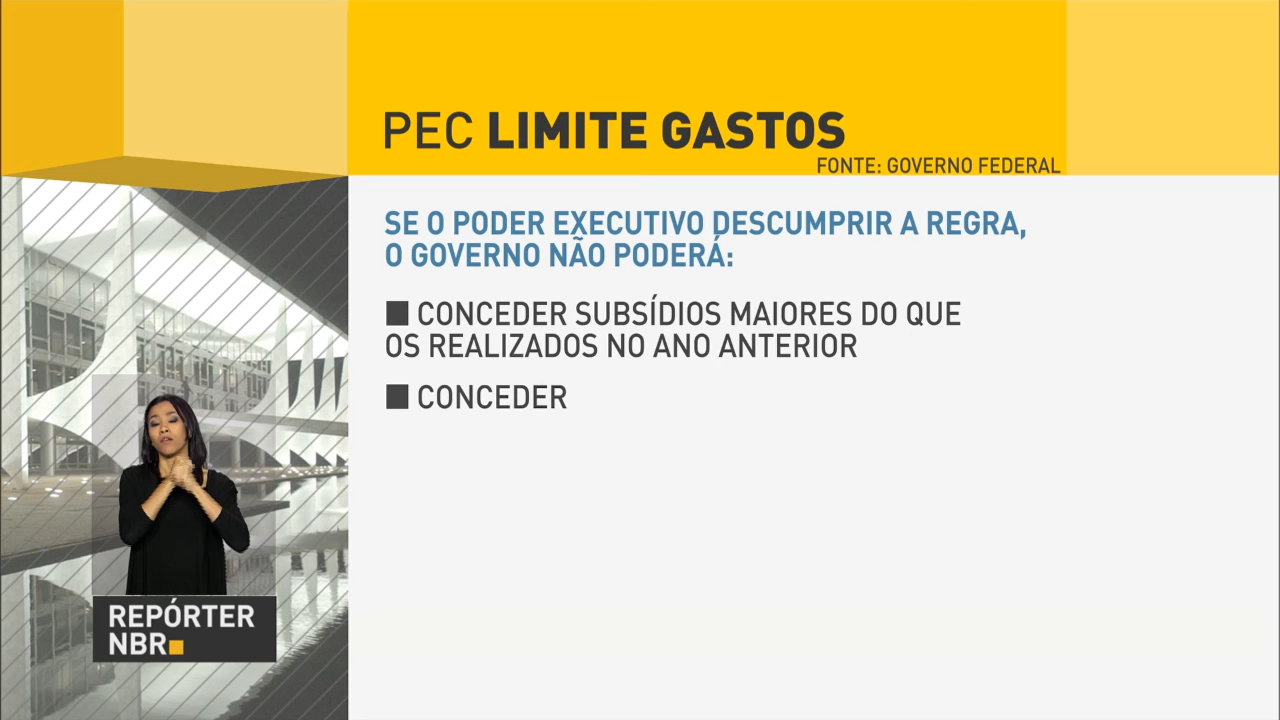 PEC LIMITE GASTOS
FONTE: GOVERNO FEDERAL
SE O PODER EXECUTIVO DESCUMPRIR A REGRA,
O GOVERNO NÃO PODERÁ:
■ CONCEDER SUBSÍDIOS MAIORES DO QUE
OS REALIZADOS NO ANO ANTERIOR
■ CONCEDER
REPÓRTER
NBR